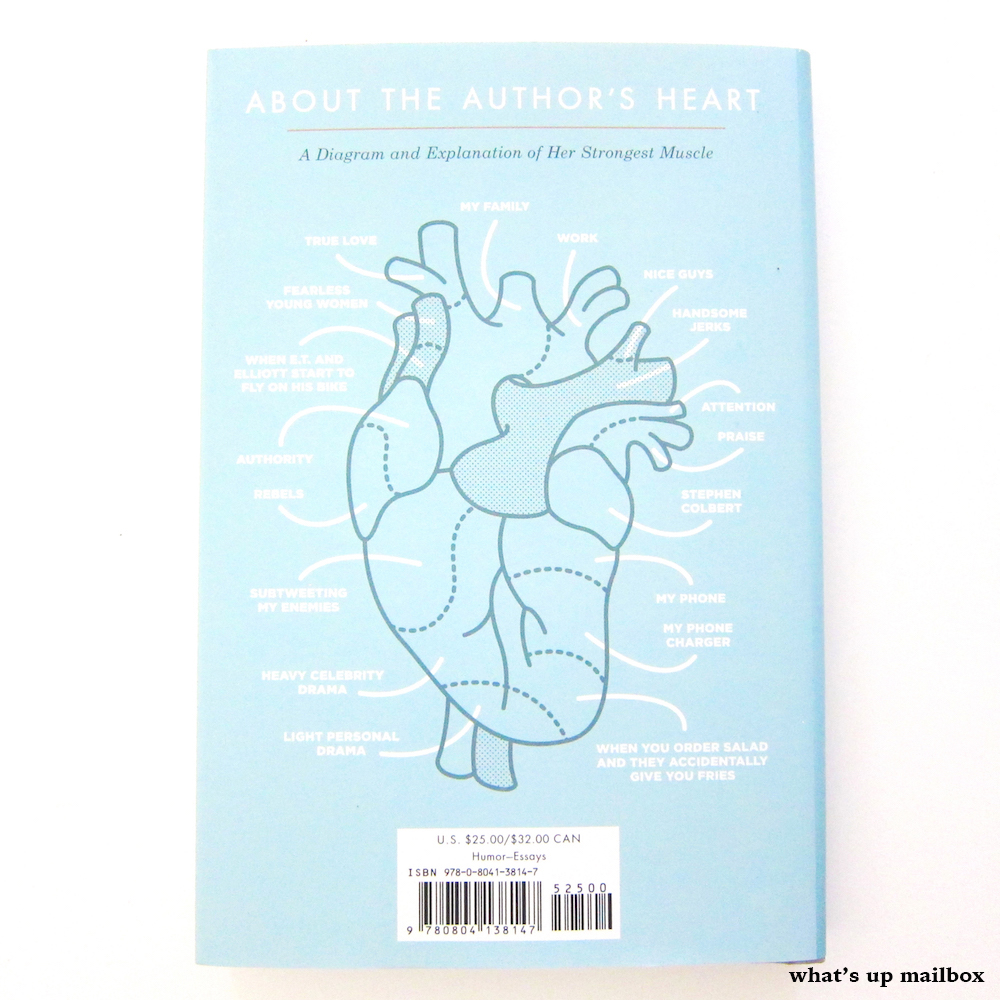 ABOUT THE AUTHOR'S HEART
A Diagram and Explanation of Her Strongest Muscle
MY FAMILY
TRUE LOVE
WORK
NICE GUYS
FEARLESS
YOUNG WOMEN
HANDSOME
JERKS
WHEN E.T. AND
ELLIOTT START TO
FLY ON HIS BIKE
ATTENTION
PRAISE
AUTHORITY
REBELS
STEPHEN
COLBERT
SUBTWEETING
MY ENEMIES
MY PHONE
MY PHONE
CHARGER
HEAVY CELEBRITY
DRAMA
LIGHT PERSONAL
DRAMA
WHEN YOU ORDER SALAD
AND THEY ACCIDENTALLY
GIVE YOU FRIES
U.S. $25.00/$32.00 CAN
Humor–Essays
ISBN 978-0-8041-3814-7
52500
9 780804 138147
what's up mailbox